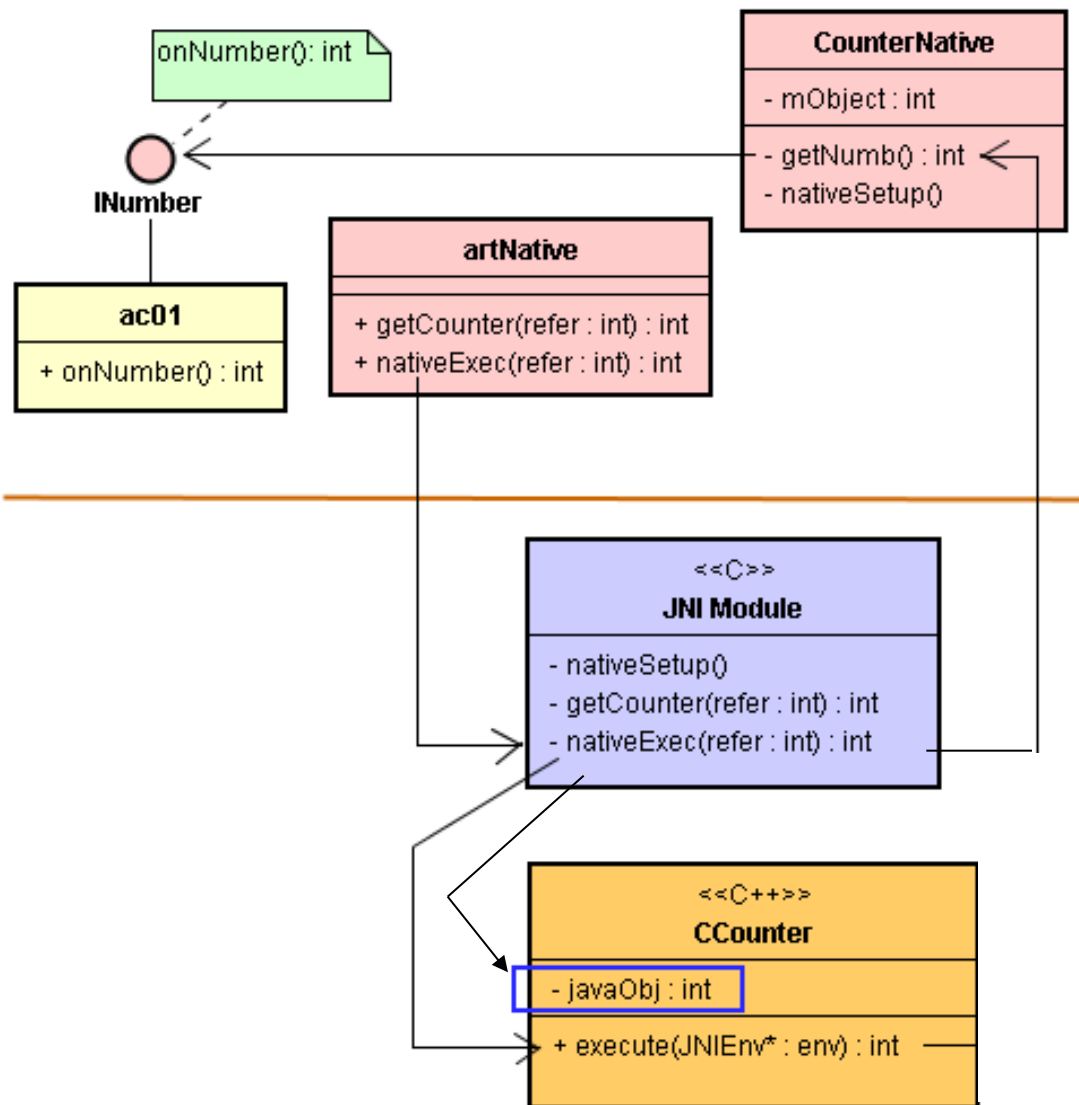 onNumber(): int
INumber
CounterNative
- mObject : int
- getNumb() : int
- nativeSetup()
artNative
+ getCounter(refer : int) : int
+ nativeExec(refer : int) : int
ac01
+ onNumber() : int
<<C>>
JNI Module
- nativeSetup()
- getCounter(refer : int) : int
- nativeExec(refer : int) : int
<<C++>>
CCounter
- javaObj : int
+ execute(JNIEnv* : env) : int